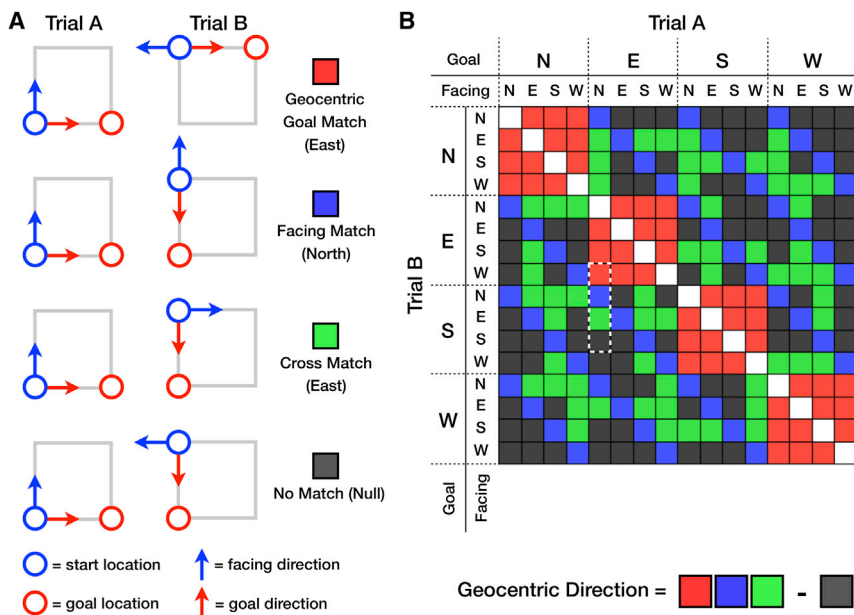 A
Trial A
Trial B
Geocentric
Goal Match
(East)
Facing Match
(North)
Cross Match
(East)
No Match (Null)
= start location
= facing direction
= goal location
= goal direction
B
Trial A
Goal
N E S W
Facing
N E S W N E S W N E S W N E S W
Trial B
N
N
E
S
W
E
N
E
S
W
S
N
E
S
W
W
N
E
S
W
Goal
Facing
Geocentric Direction =
-